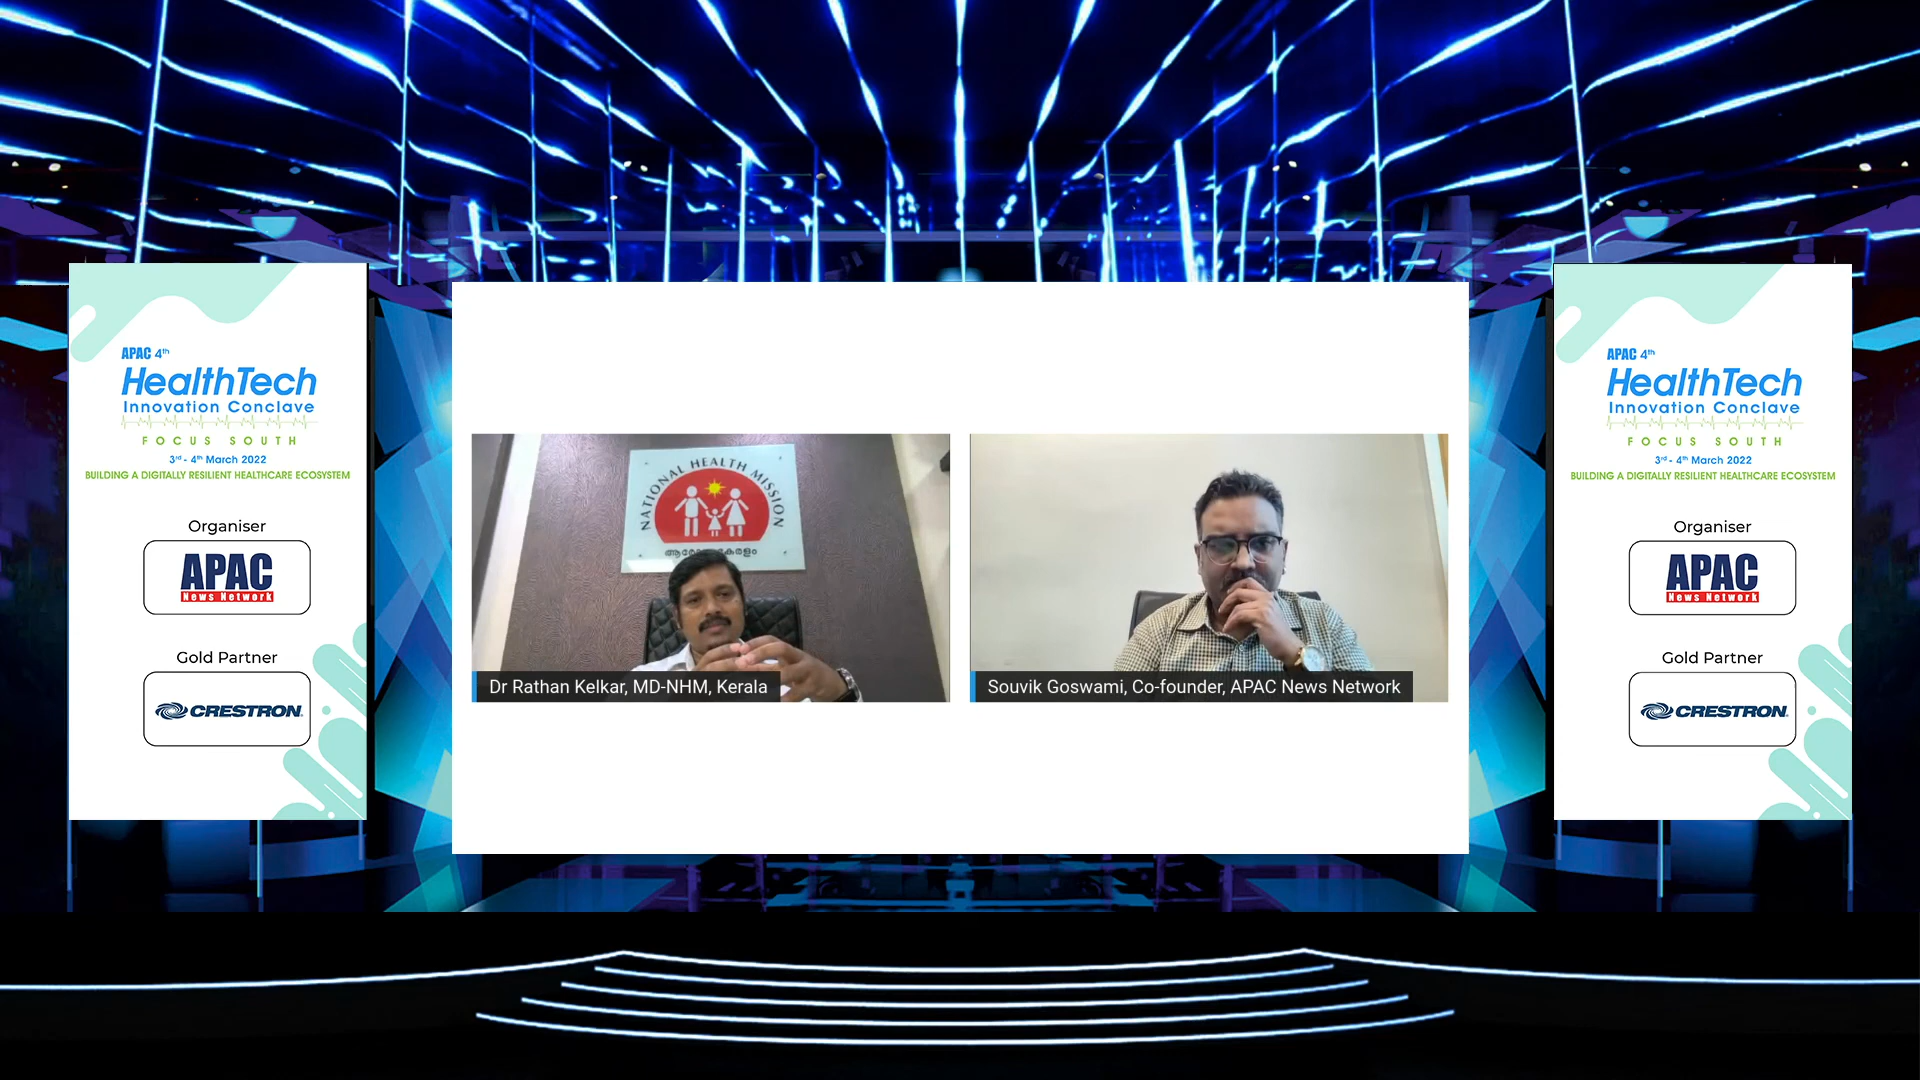 APAC 4th
HealthTech
Innovation Conclave
FOCUS SOUTH
3rd - 4th March 2022
BUILDING A DIGITALLY RESILIENT HEALTHCARE ECOSYSTEM
Organiser
APAC
News Network
Gold Partner
CRESTRON
NATIONAL HEALTH MISSION
Dr Rathan Kelkar, MD-NHM, Kerala
Souvik Goswami, Co-founder, APAC News Network
APAC 4th
HealthTech
Innovation Conclave
FOCUS SOUTH
3rd - 4th March 2022
BUILDING A DIGITALLY RESILIENT HEALTHCARE ECOSYSTEM
Organiser
APAC
News Network
Gold Partner
CRESTRON